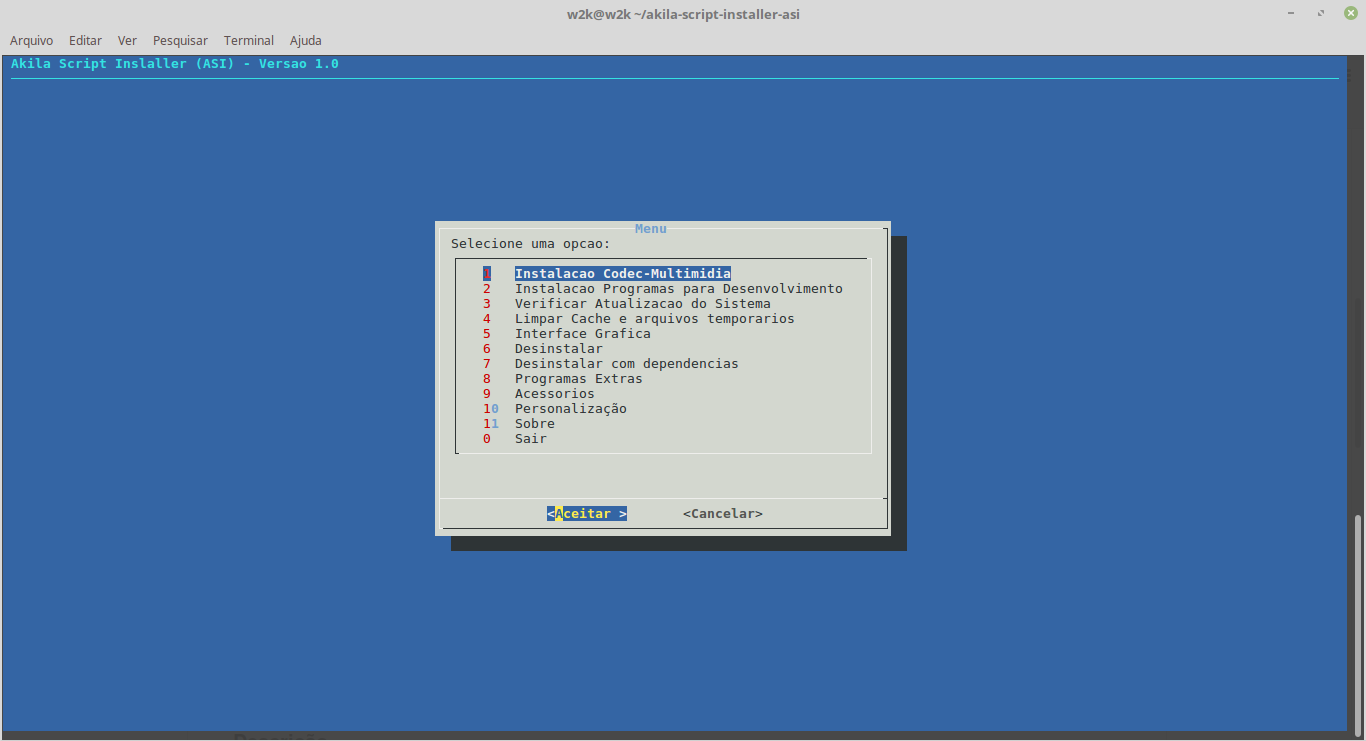 w2k@w2k ~/akila-script-installer-asi
Arquivo Editar Ver Pesquisar Terminal Ajuda
Akila Script Inslaller (ASI) - Versao 1.0
Menu
Selecione uma opcao:
1 Instalacao Codec-Multimidia
2 Instalacao Programas para Desenvolvimento
3 Verificar Atualizacao do Sistema
4 Limpar Cache e arquivos temporarios
5 Interface Grafica
6 Desinstalar
7 Desinstalar com dependencias
8 Programas Extras
9 Acessorios
10 Personalização
11 Sobre
0 Sair
<Aceitar > <Cancelar>
Descrição